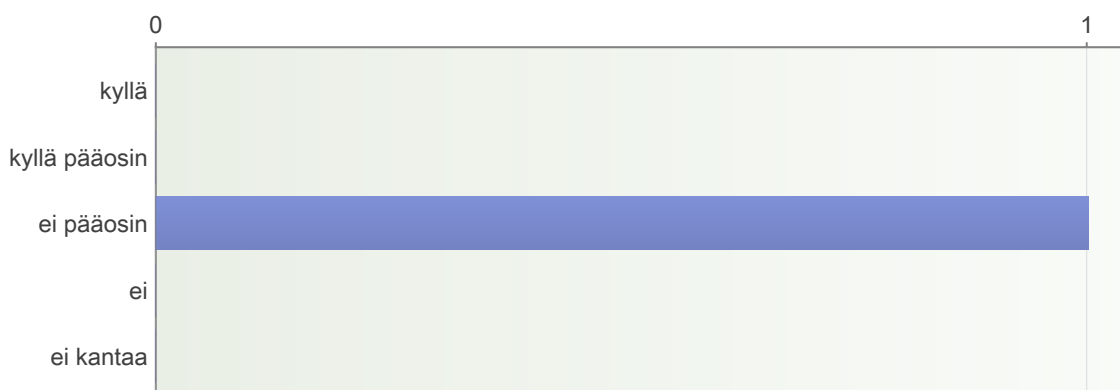 0 1
kyllä
kyllä pääosin
ei pääosin
ei
ei kantaa